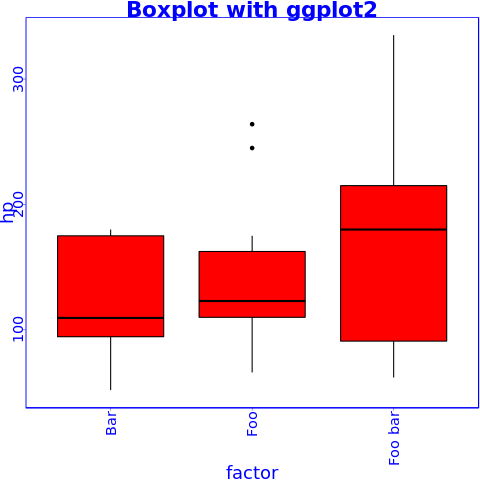 Boxplot with ggplot2
hp
300
200
100
Bar
Foo
Foo bar
factor